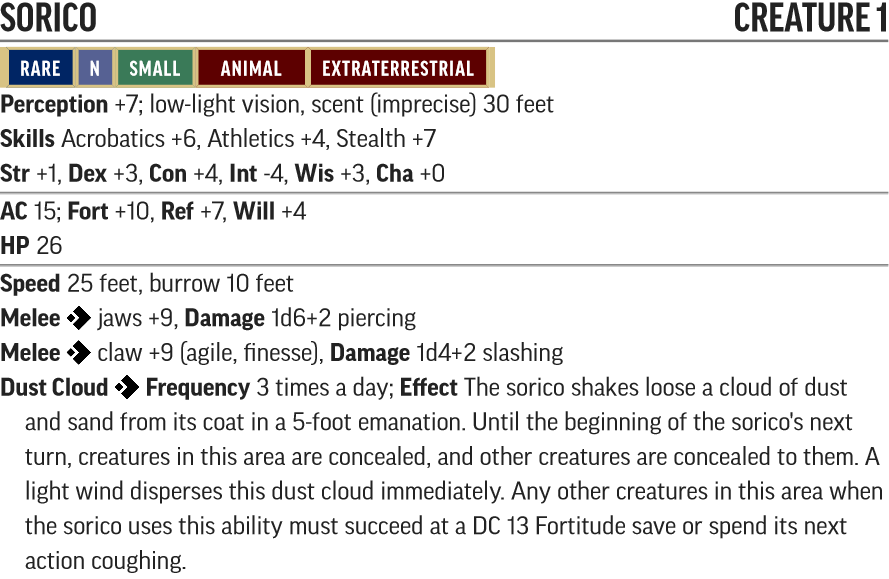 SORICO CREATURE 1
RARE N SMALL ANIMAL EXTRATERRESTRIAL
Perception +7; low-light vision, scent (imprecise) 30 feet
Skills Acrobatics +6, Athletics +4, Stealth +7
Str +1, Dex +3, Con +4, Int -4, Wis +3, Cha +0
AC 15; Fort +10, Ref +7, Will +4
HP 26
Speed 25 feet, burrow 10 feet
Melee ◆ jaws +9, Damage 1d6+2 piercing
Melee ◆ claw +9 (agile, finesse), Damage 1d4+2 slashing
Dust Cloud ◆ Frequency 3 times a day; Effect The sorico shakes loose a cloud of dust
and sand from its coat in a 5-foot emanation. Until the beginning of the sorico's next
turn, creatures in this area are concealed, and other creatures are concealed to them. A
light wind disperses this dust cloud immediately. Any other creatures in this area when
the sorico uses this ability must succeed at a DC 13 Fortitude save or spend its next
action coughing.